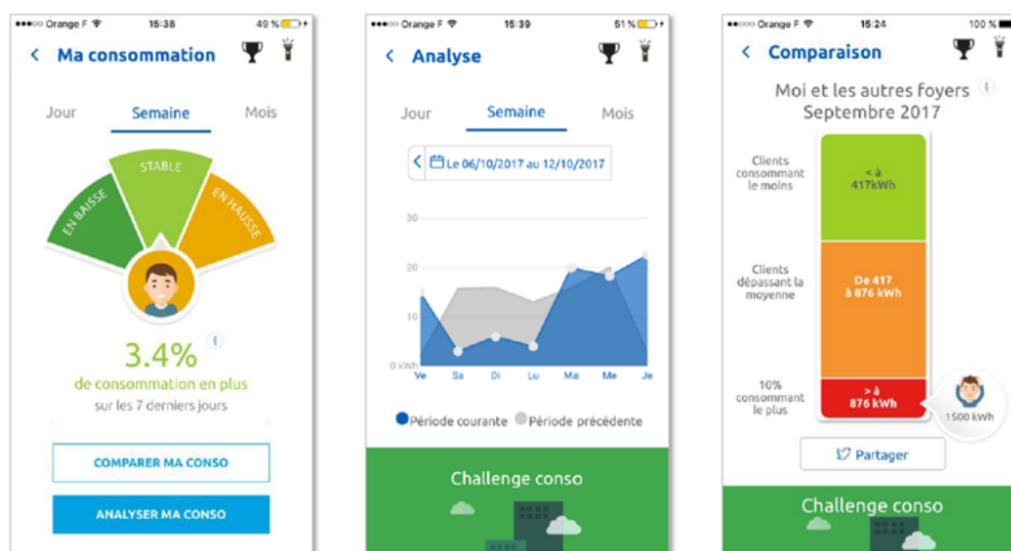 Orange F 15:38 49 %
Ma consommation
Jour Semaine Mois
EN BAISSE
STABLE
EN HAUSSE
3.4%
de consommation en plus
sur les 7 derniers jours
COMPARER MA CONSO
ANALYSER MA CONSO
Orange F 15:39 51 %
Analyse
Jour Semaine Mois
Le 06/10/2017 au 12/10/2017
30
20
10
0 kWh
Ve Sa Di Lu Ma Me Je
Période courante Période précédente
Challenge conso
Orange F 15:24 100 %
Comparaison
Moi et les autres foyers
Septembre 2017
Clients
consommant
le moins
< à
417kWh
Clients
dépassant la
moyenne
De 417
à 876 kWh
10%
consommant
le plus
> à
876 kWh
1500 kWh
Partager
Challenge conso